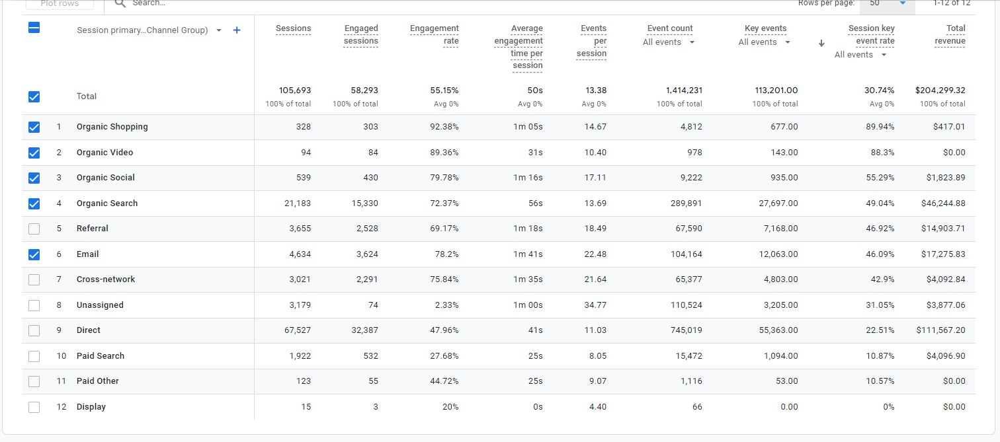 Plot rows Search... Rows per page: 50 1-12 of 12
Session primary...Channel Group) + Sessions Engaged sessions Engagement rate Average engagement time per session Events per session Event count All events Key events All events Session key event rate All events Total revenue
Total 105,693 58,293 55.15% 50s 13.38 1,414,231 113,201.00 30.74% $204,299.32
100% of total 100% of total Avg 0% Avg 0% Avg 0% 100% of total 100% of total Avg 0% 100% of total
1 Organic Shopping 328 303 92.38% 1m 05s 14.67 4,812 677.00 89.94% $417.01
2 Organic Video 94 84 89.36% 31s 10.40 978 143.00 88.3% $0.00
3 Organic Social 539 430 79.78% 1m 16s 17.11 9,222 935.00 55.29% $1,823.89
4 Organic Search 21,183 15,330 72.37% 56s 13.69 289,891 27,697.00 49.04% $46,244.88
5 Referral 3,655 2,528 69.17% 1m 18s 18.49 67,590 7,168.00 46.92% $14,903.71
6 Email 4,634 3,624 78.2% 1m 41s 22.48 104,164 12,063.00 46.09% $17,275.83
7 Cross-network 3,021 2,291 75.84% 1m 35s 21.64 65,377 4,803.00 42.9% $4,092.84
8 Unassigned 3,179 74 2.33% 1m 00s 34.77 110,524 3,205.00 31.05% $3,877.06
9 Direct 67,527 32,387 47.96% 41s 11.03 745,019 55,363.00 22.51% $111,567.20
10 Paid Search 1,922 532 27.68% 25s 8.05 15,472 1,094.00 10.87% $4,096.90
11 Paid Other 123 55 44.72% 25s 9.07 1,116 53.00 10.57% $0.00
12 Display 15 3 20% 0s 4.40 66 0.00 0% $0.00